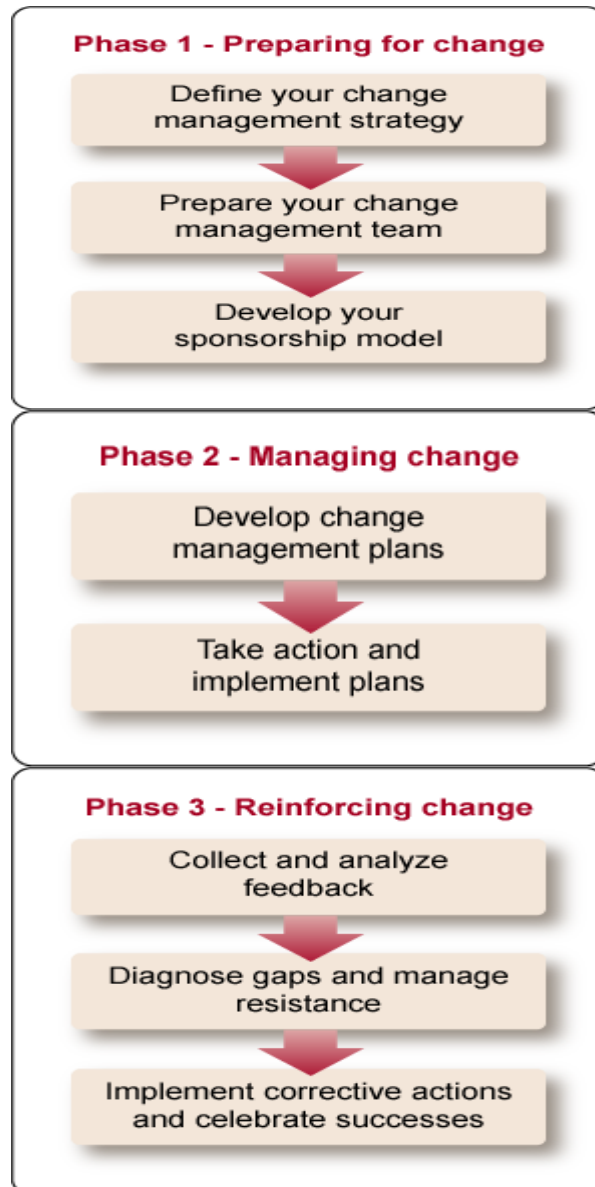 Phase 1 - Preparing for change
Define your change
management strategy
Prepare your change
management team
Develop your
sponsorship model
Phase 2 - Managing change
Develop change
management plans
Take action and
implement plans
Phase 3 - Reinforcing change
Collect and analyze
feedback
Diagnose gaps and manage
resistance
Implement corrective actions
and celebrate successes